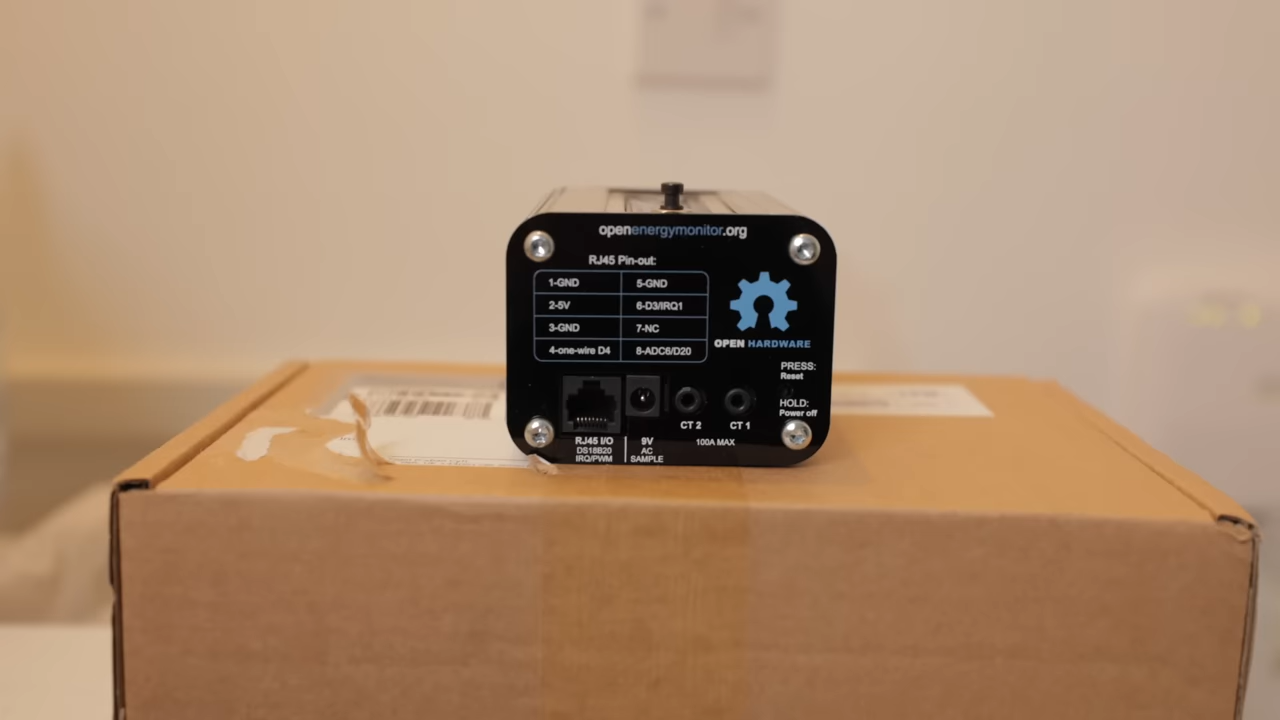 openenergymonitor.org
RJ45 Pin-out:
1-GND 5-GND
2-5V 6-D3/IRQ1
3-GND 7-NC
4-one-wire D4 8-ADC6/D20
OPEN HARDWARE
PRESS:
Reset
HOLD:
Power off
CT 2 CT 1
100A MAX
RJ45 I/O
DS18B20
IRQ/PWM
9V
AC
SAMPLE